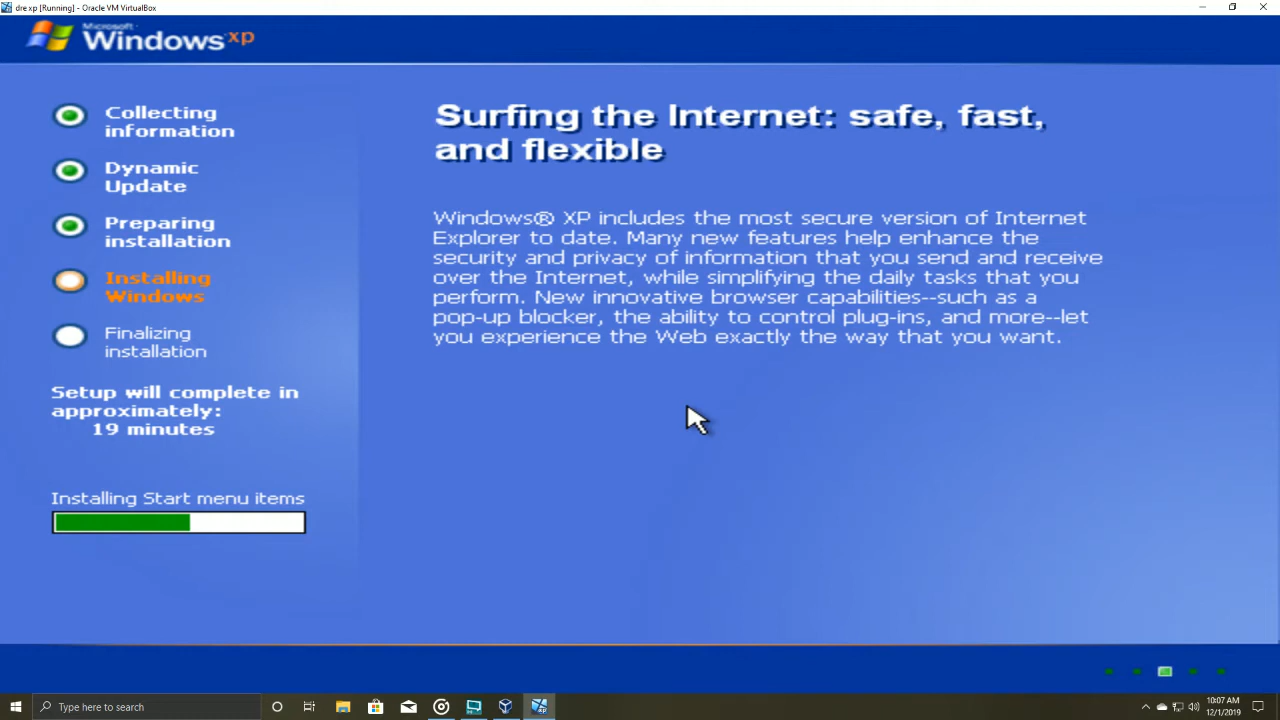 dre xp [Running] - Oracle VM VirtualBox
Microsoft
Windows xp
Collecting
information
Dynamic
Update
Preparing
installation
Installing
Windows
Finalizing
installation
Setup will complete in
approximately:
19 minutes
Installing Start menu items
Surfing the Internet: safe, fast,
and flexible
Windows® XP includes the most secure version of Internet
Explorer to date. Many new features help enhance the
security and privacy of information that you send and receive
over the Internet, while simplifying the daily tasks that you
perform. New innovative browser capabilities--such as a
pop-up blocker, the ability to control plug-ins, and more--let
you experience the Web exactly the way that you want.
Type here to search
10:07 AM
12/1/2019